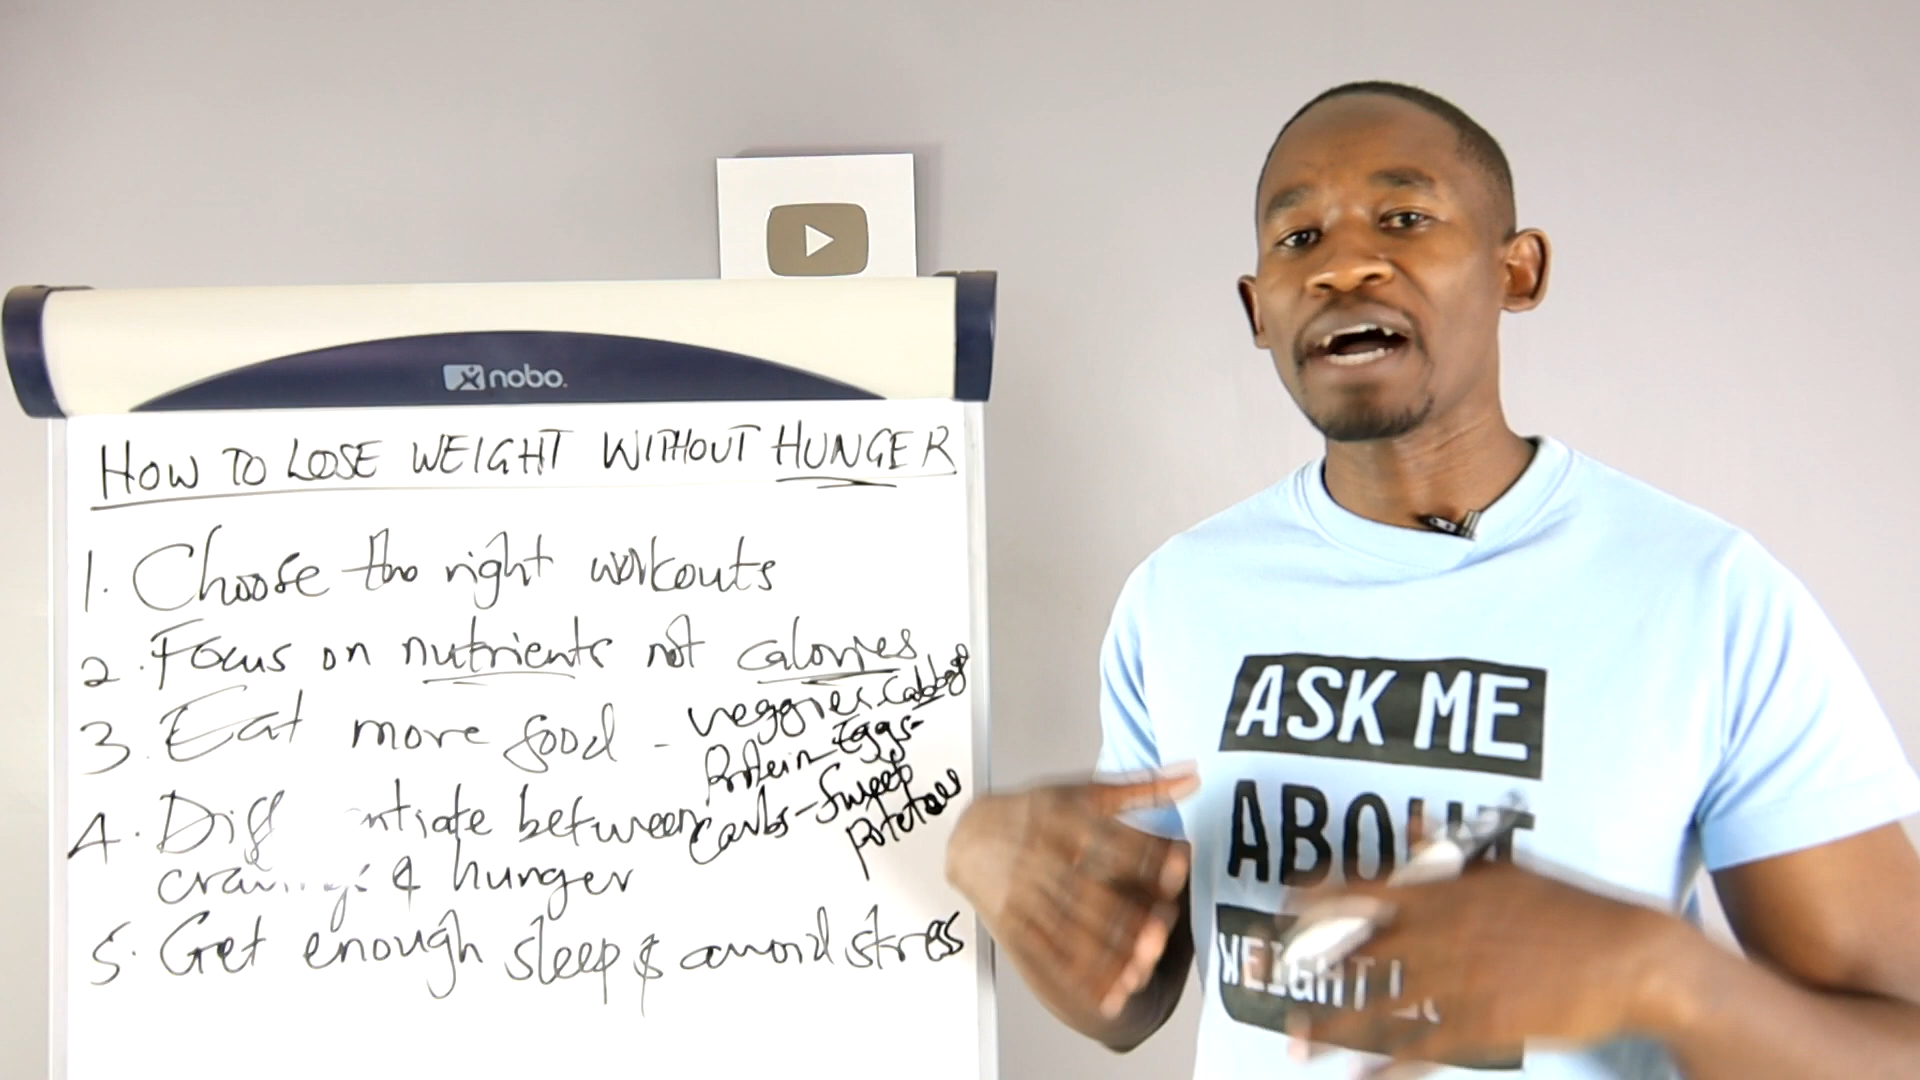 nobo
HOW TO LOSE WEIGHT WITHOUT HUNGER
1. Choose the right workouts
2. Focus on nutrients not calories
3. Eat more food - veggies-Cabbage
Protein-Eggs-
Carbs-Sweet
potatoes
4. Diff ntiate between
cravings & hunger
5. Get enough sleep & avoid stress
ASK ME
ABOUT
WEIGHT